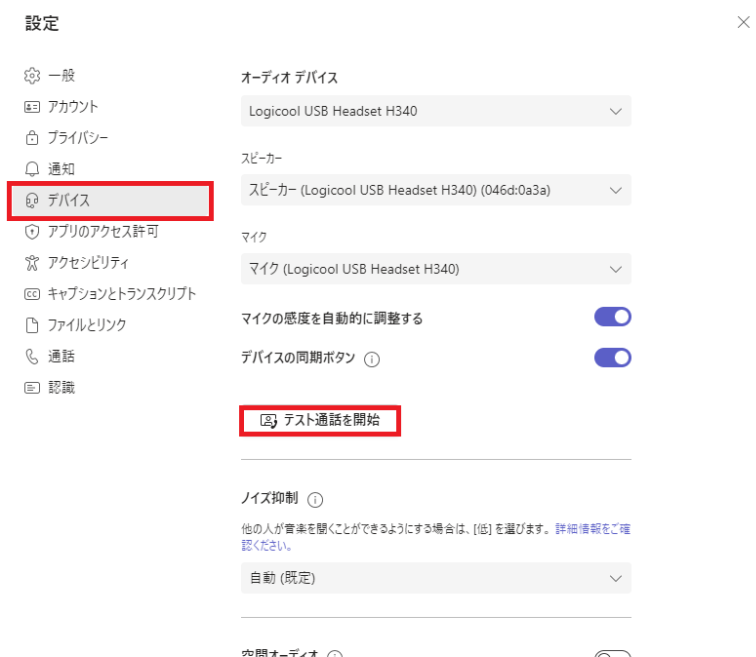 設定
一般
アカウント
プライバシー
通知
デバイス
アプリのアクセス許可
アクセシビリティ
CC キャプションとトランスクリプト
ファイルとリンク
通話
認識
オーディオ デバイス
Logicool USB Headset H340
スピーカー
スピーカー (Logicool USB Headset H340) (046d:0a3a)
マイク
マイク (Logicool USB Headset H340)
マイクの感度を自動的に調整する
デバイスの同期ボタン
テスト通話を開始
ノイズ抑制
他の人が音楽を聞くことができるようにする場合は、[低] を選びます。詳細情報をご確
認ください。
自動 (既定)
空間オーディオ